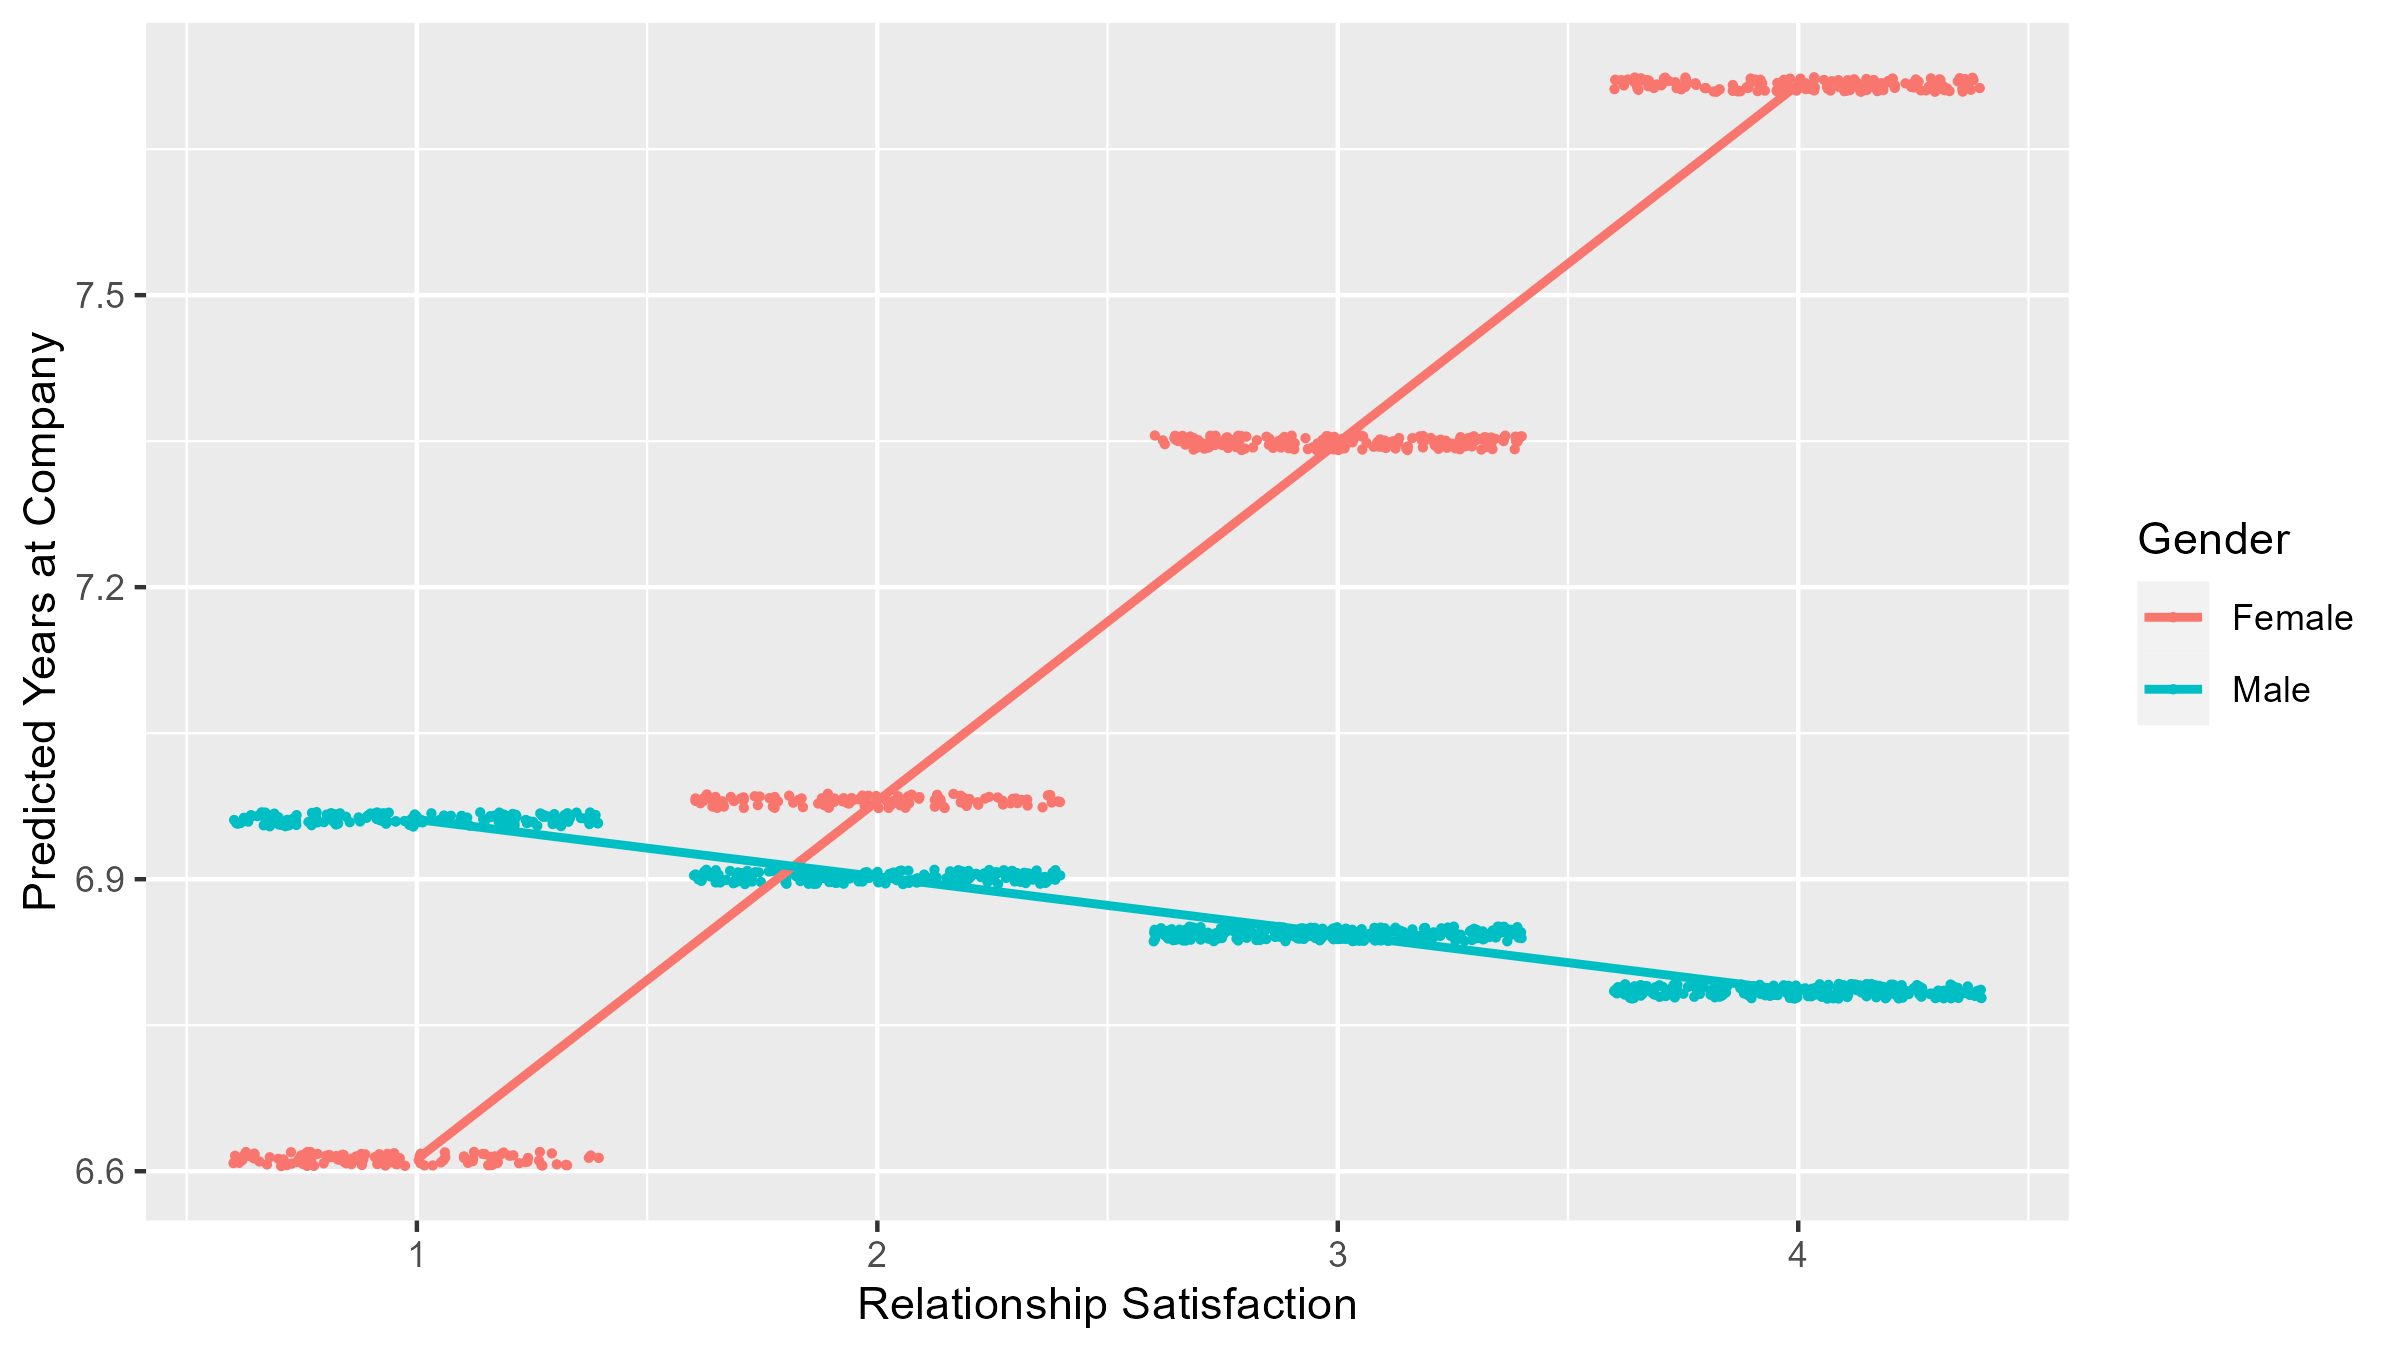 Predicted Years at Company
7.5
7.2
6.9
6.6
1
2
3
4
Relationship Satisfaction
Gender
Female
Male